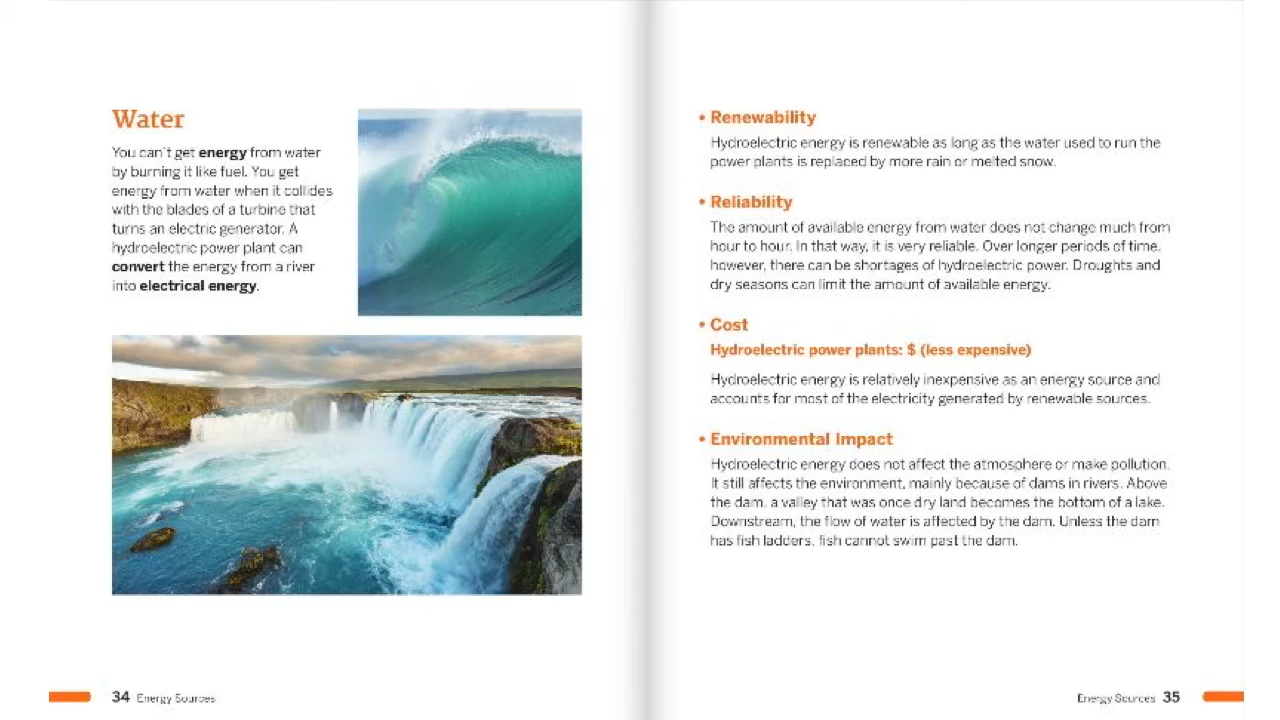 Water
You can't get energy from water
by burning it like fuel. You get
energy from water when it collides
with the blades of a turbine that
turns an electric generator. A
hydroelectric power plant can
convert the energy from a river
into electrical energy.
34 Energy Sources
• Renewability
Hydroelectric energy is renewable as long as the water used to run the
power plants is replaced by more rain or melted snow.
• Reliability
The amount of available energy from water does not change much from
hour to hour. In that way, it is very reliable. Over longer periods of time,
however, there can be shortages of hydroelectric power. Droughts and
dry seasons can limit the amount of available energy.
• Cost
Hydroelectric power plants: $ (less expensive)
Hydroelectric energy is relatively inexpensive as an energy source and
accounts for most of the electricity generated by renewable sources.
• Environmental Impact
Hydroelectric energy does not affect the atmosphere or make pollution.
It still affects the environment, mainly because of dams in rivers. Above
the dam, a valley that was once dry land becomes the bottom of a lake.
Downstream, the flow of water is affected by the dam. Unless the dam
has fish ladders, fish cannot swim past the dam.
Energy Sources 35